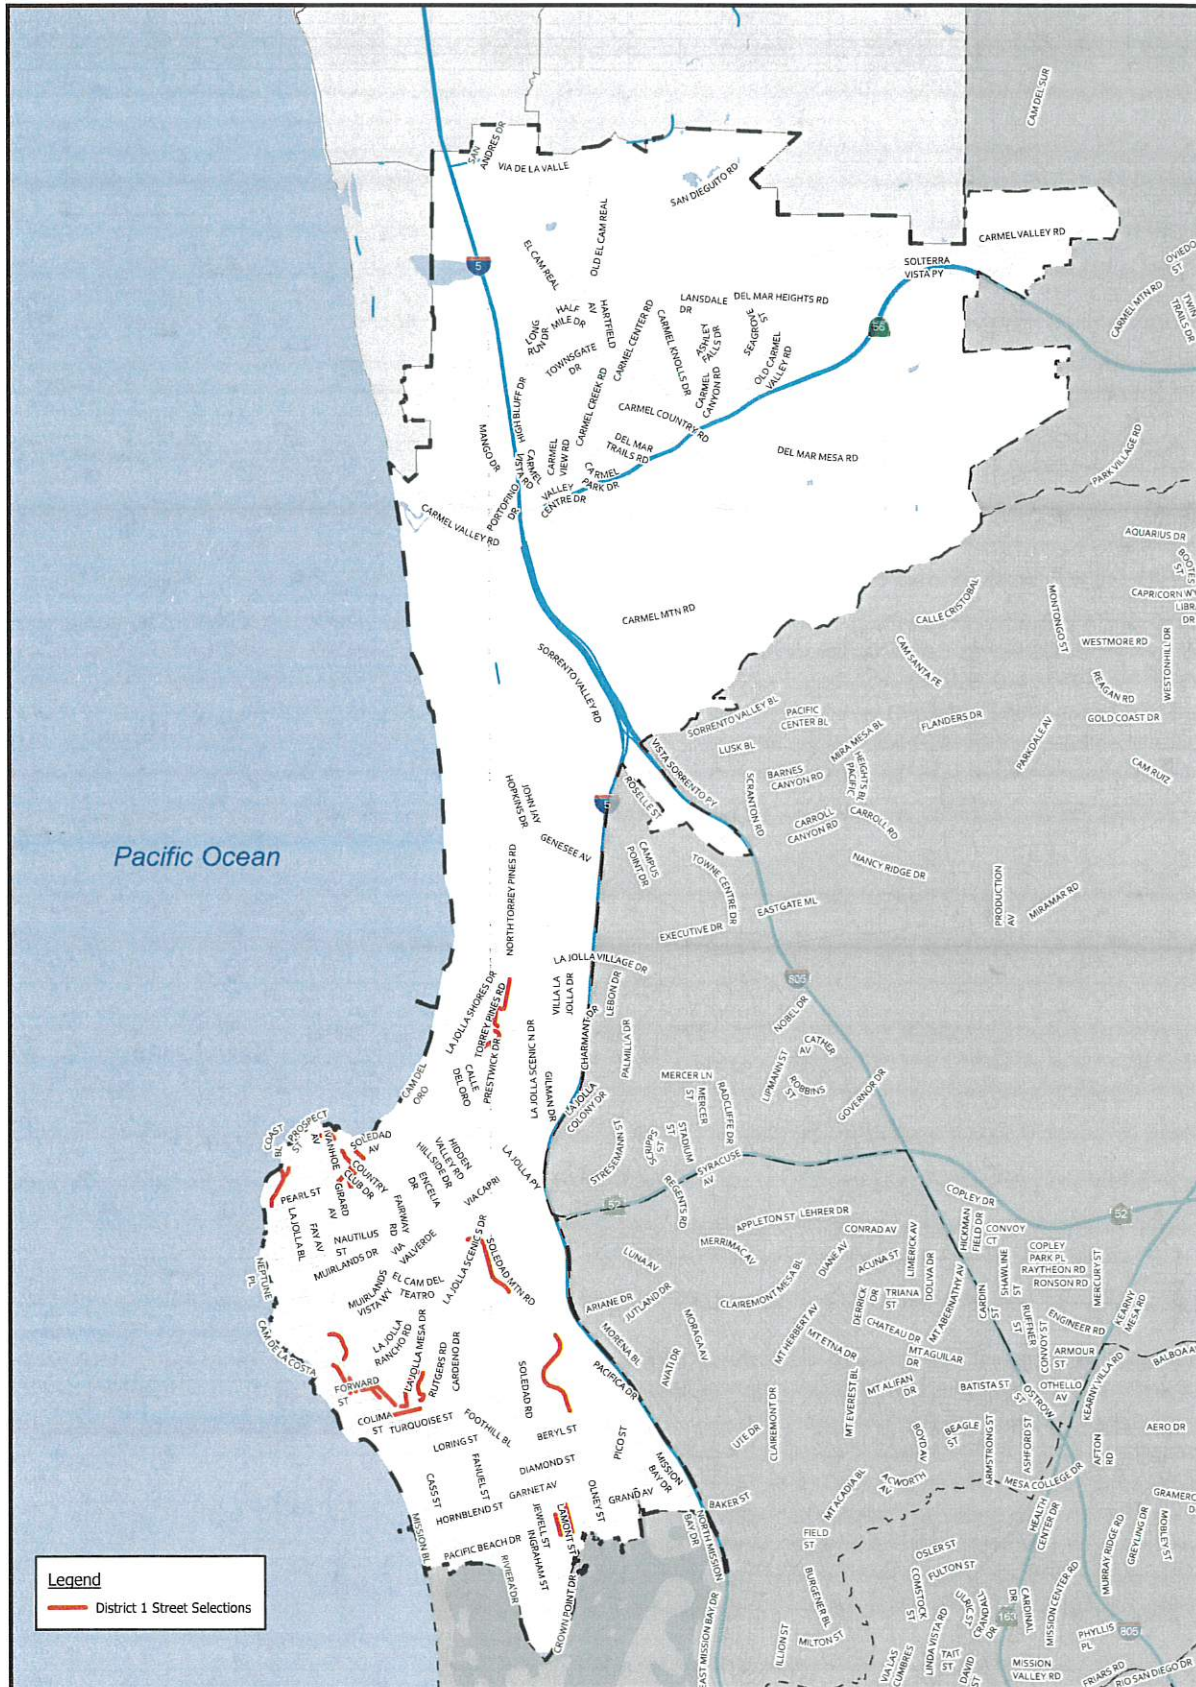 CAM DEL SUR
SAN
ANDRES DR
VIA DE LA VALLE
SAN DIEGUITO RD
CARMEL VALLEY RD
OVIEDO
ST
SOLTERRA
VISTA PY
EL CAM REAL
OLD EL CAM REAL
5
56
CARMEL MTN RD
TWIN
TRAILS DR
LANSDALE
DR
DEL MAR HEIGHTS RD
HALF
MILE DR
HARTFIELD
AV
LONG
RUN DR
CARMEL CENTER RD
CARMEL KNOLLS DR
ASHLEY
FALLS DR
SEAGROVE
ST
TOWNSGATE
DR
OLD CARMEL
VALLEY RD
CARMEL
CANYON RD
HIGH BLUFF DR
CARMEL CREEK RD
CARMEL COUNTRY RD
MANGO DR
CARMEL
VISTA RD
CARMEL
VIEW RD
DEL MAR
TRAILS RD
DEL MAR MESA RD
PARK VILLAGE RD
CARMEL
PARK DR
VALLEY
CENTRE DR
PORTOFINO
DR
CARMEL VALLEY RD
AQUARIUS DR
BOOTES
ST
CAPRICORN WY
LIBRA
DR
CALLE CRISTOBAL
MONTONGO ST
CARMEL MTN RD
WESTMORE RD
WESTONHILL DR
CAM SANTA FE
SORRENTO VALLEY RD
REAGAN RD
SORRENTO VALLEY BL
PACIFIC
CENTER BL
FLANDERS DR
GOLD COAST DR
PARKDALE AV
LUSK BL
MIRA MESA BL
VISTA SORRENTO PY
BARNES
CANYON RD
PACIFIC
HEIGHTS BL
CAM RUIZ
ROSELLE ST
SCRANTON RD
JOHN JAY
HOPKINS DR
5
CARROLL
CANYON RD
CARROLL RD
GENESEE AV
CAMPUS
POINT DR
Pacific Ocean
TOWNE CENTRE DR
NANCY RIDGE DR
NORTH TORREY PINES RD
EASTGATE ML
PRODUCTION
AV
MIRAMAR RD
EXECUTIVE DR
LA JOLLA VILLAGE DR
805
LA JOLLA SHORES DR
TORREY PINES RD
VILLA LA
JOLLA DR
LEBON DR
NOBEL DR
CHARMANT DR
PALMILLA DR
CATHER
AV
PRESTWICK DR
LA JOLLA SCENIC N DR
CALLE
DEL ORO
CAM DEL
ORO
GILMAN DR
LA JOLLA
COLONY DR
MERCER LN
MERCER
ST
RADCLIFFE DR
LIPMANN ST
ROBBINS
ST
GOVERNOR DR
COAST
BL
PROSPECT
ST
IVANHOE
AV
SOLEDAD
AV
STRESEMANN ST
SCRIPPS
ST
STADIUM
ST
SYRACUSE
AV
HIDDEN
VALLEY RD
HILLSIDE DR
COUNTRY
CLUB DR
LA JOLLA PY
ENCELIA
DR
VIA CAPRI
REGENTS RD
PEARL ST
GIRARD
AV
LA JOLLA BL
FAY AV
FAIRWAY
RD
52
COPLEY DR
52
APPLETON ST
LEHRER DR
CONRAD AV
HICKMAN
FIELD DR
CONVOY
CT
NAUTILUS
ST
VIA
VALVERDE
MUIRLANDS DR
LA JOLLA SCENIC S DR
SOLEDAD MTN RD
LUNA AV
MERRIMAC AV
DIANE AV
ACUNA ST
LIMERICK AV
COPLEY
PARK PL
RAYTHEON RD
RONSON RD
MERCURY ST
NEPTUNE
PL
MUIRLANDS
VISTA WY
EL CAM DEL
TEATRO
CLAIREMONT MESA BL
DERRICK
DR
TRIANA
ST
DOLIVA DR
MT ABERNATHY AV
CARDIN
ST
SHAWLINE
ST
ARIANE DR
JUTLAND DR
MORAGA AV
MT HERBERT AV
CHATEAU DR
RUFFNER
ST
CONVOY ST
ENGINEER RD
KEARNY
MESA RD
CAM DE LA COSTA
LA JOLLA
RANCHO RD
LA JOLLA MESA DR
RUTGERS RD
CARDENO DR
MORENA BL
MT ETNA DR
MT AGUILAR
DR
ARMOUR
ST
BALBOA AV
AVATI DR
PACIFICA DR
MT ALIFAN
DR
BATISTA ST
OTHELLO
AV
OSTROW
ST
KEARNY VILLA RD
FORWARD
ST
SOLEDAD RD
COLIMA
ST
TURQUOISE ST
FOOTHILL BL
BERYL ST
CLAIREMONT DR
UTE DR
MT EVEREST BL
BOYD AV
BEAGLE
ST
ARMSTRONG ST
ASHFORD ST
AFTON
RD
AERO DR
LORING ST
PICO ST
FANUEL ST
DIAMOND ST
CASS ST
GARNET AV
MISSION
BAY DR
OLNEY ST
GRAND AV
MT ACADIA BL
ACWORTH
AV
MESA COLLEGE DR
HORNBLEND ST
BAKER ST
HEALTH
CENTER DR
GRAMERCY
MISSION BL
JEWELL ST
LAMONT ST
INGRAHAM ST
NORTH MISSION
BAY DR
FIELD
ST
MURRAY RIDGE RD
GREYLING DR
MOBLEY ST
PACIFIC BEACH DR
RIVIERA DR
CROWN POINT DR
OSLER ST
FULTON ST
COMSTOCK
ST
BURGENER BL
ULRIC ST
CRANDALL
DR
CARDINAL
DR
MISSION CENTER RD
EAST MISSION BAY DR
ILLION ST
MILTON ST
LINDA VISTA RD
163
PHYLLIS
PL
805
VIA LAS
CUMBRES
TAIT
ST
DAVID
ST
MISSION
VALLEY RD
FRIARS RD
RIO SAN DIEGO DR
Legend
District 1 Street Selections